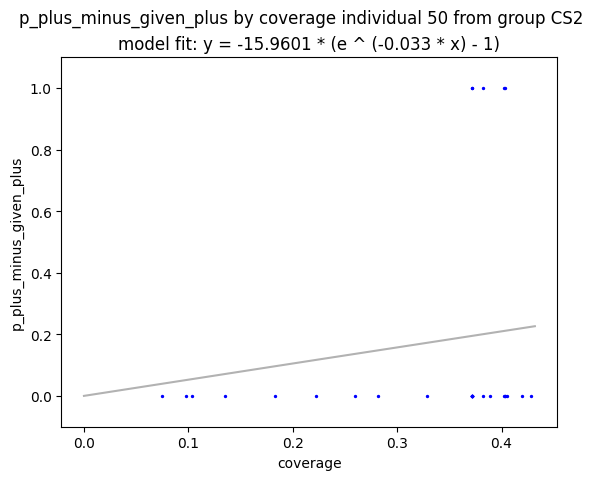 p_plus_minus_given_plus by coverage individual 50 from group CS2
model fit: y = -15.9601 * (e ^ (-0.033 * x) - 1)
1.0
0.8
0.6
0.4
0.2
0.0
p_plus_minus_given_plus
0.0 0.1 0.2 0.3 0.4
coverage